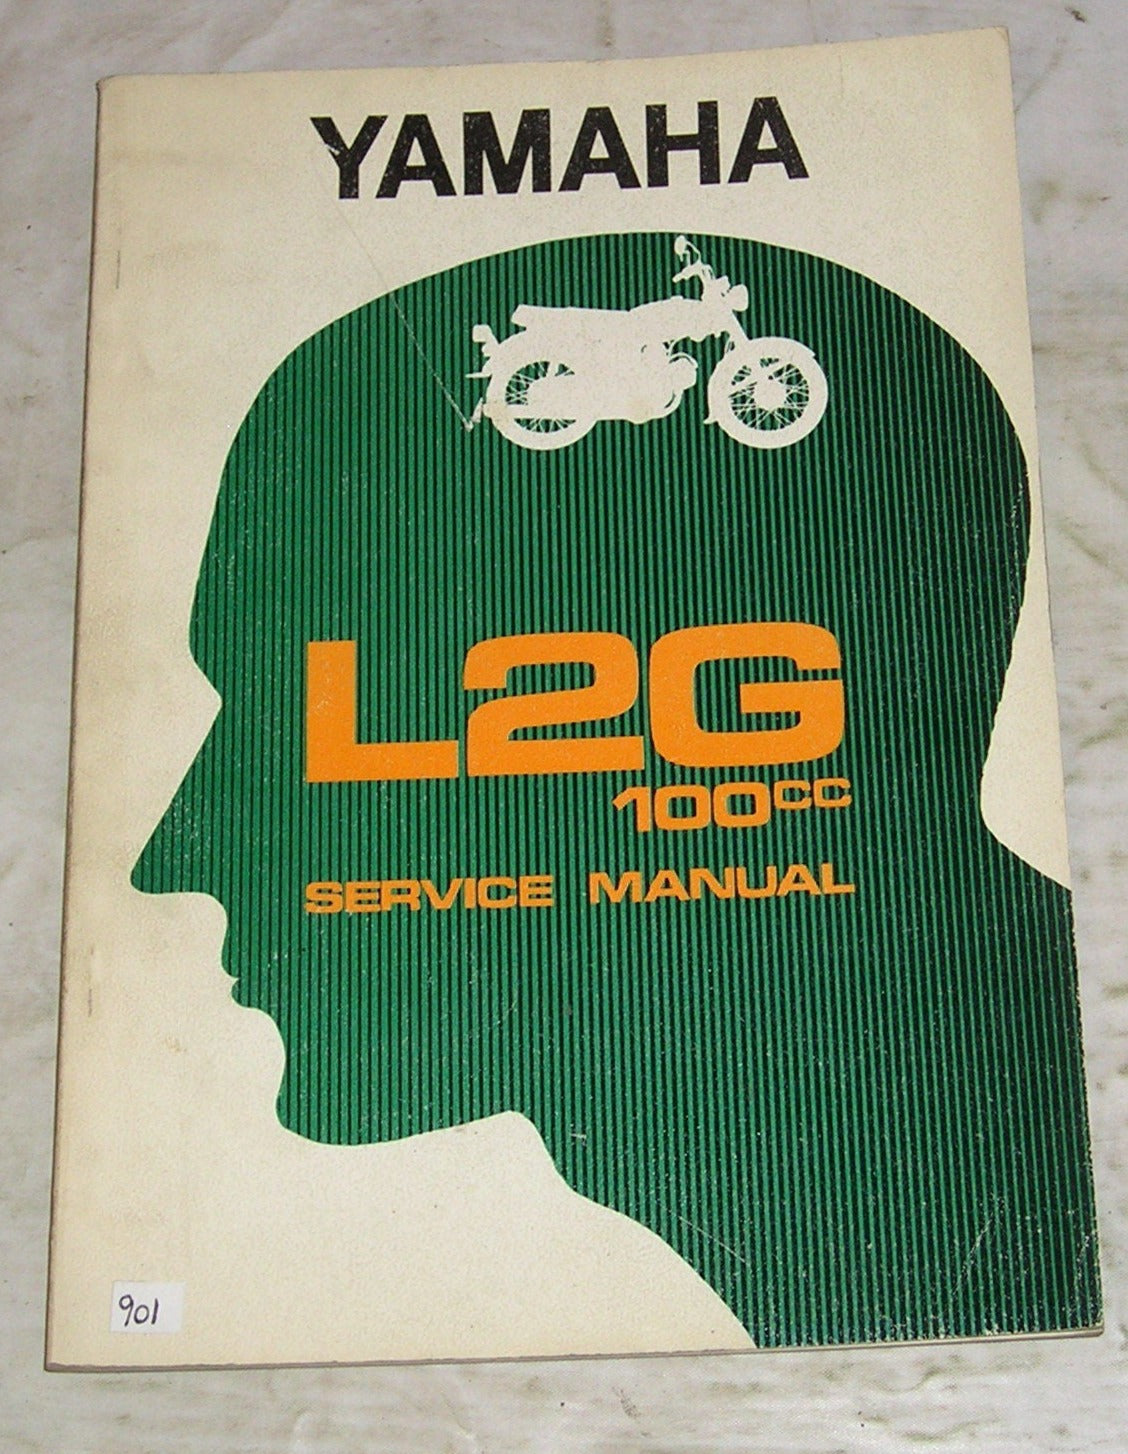 YAMAHA
L2G
100CC
SERVICE MANUAL
901